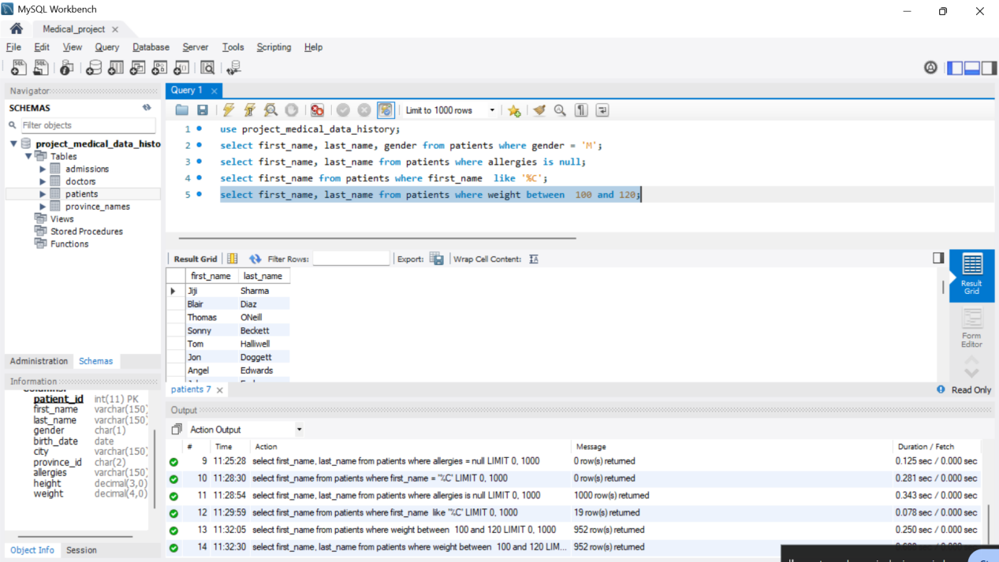 MySQL Workbench
Medical_project
File Edit View Query Database Server Tools Scripting Help
Navigator
SCHEMAS
Filter objects
project_medical_data_histo
Tables
admissions
doctors
patients
province_names
Views
Stored Procedures
Functions
Administration Schemas
Information
patient_id int(11) PK
first_name varchar(150)
last_name varchar(150)
gender char(1)
birth_date date
city varchar(150)
province_id char(2)
allergies varchar(150)
height decimal(3,0)
weight decimal(4,0)
Object Info Session
Query 1
Limit to 1000 rows
1 use project_medical_data_history;
2 select first_name, last_name, gender from patients where gender = 'M';
3 select first_name, last_name from patients where allergies is null;
4 select first_name from patients where first_name  like '%C';
5 select first_name, last_name from patients where weight between  100 and 120;
Result Grid Filter Rows: Export: Wrap Cell Content:
first_name last_name
Jiji Sharma
Blair Diaz
Thomas ONeill
Sonny Beckett
Tom Halliwell
Jon Doggett
Angel Edwards
Result
Grid
Form
Editor
patients 7
Read Only
Output
Action Output
# Time Action Message Duration / Fetch
9 11:25:28 select first_name, last_name from patients where allergies = null LIMIT 0, 1000 0 row(s) returned 0.125 sec / 0.000 sec
10 11:28:30 select first_name from patients where first_name = '%C' LIMIT 0, 1000 0 row(s) returned 0.281 sec / 0.000 sec
11 11:28:54 select first_name, last_name from patients where allergies is null LIMIT 0, 1000 1000 row(s) returned 0.343 sec / 0.000 sec
12 11:29:59 select first_name from patients where first_name  like '%C' LIMIT 0, 1000 19 row(s) returned 0.078 sec / 0.000 sec
13 11:32:05 select first_name from patients where weight between  100 and 120 LIMIT 0, 1000 952 row(s) returned 0.250 sec / 0.000 sec
14 11:32:30 select first_name, last_name from patients where weight between  100 and 120 LIM... 952 row(s) returned